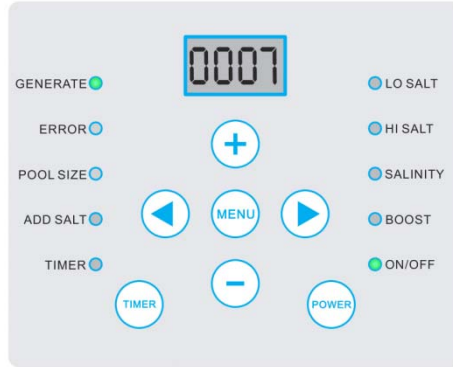 0007
GENERATE
LO SALT
ERROR
HI SALT
+
POOL SIZE
SALINITY
MENU
ADD SALT
BOOST
TIMER
ON/OFF
−
TIMER
POWER